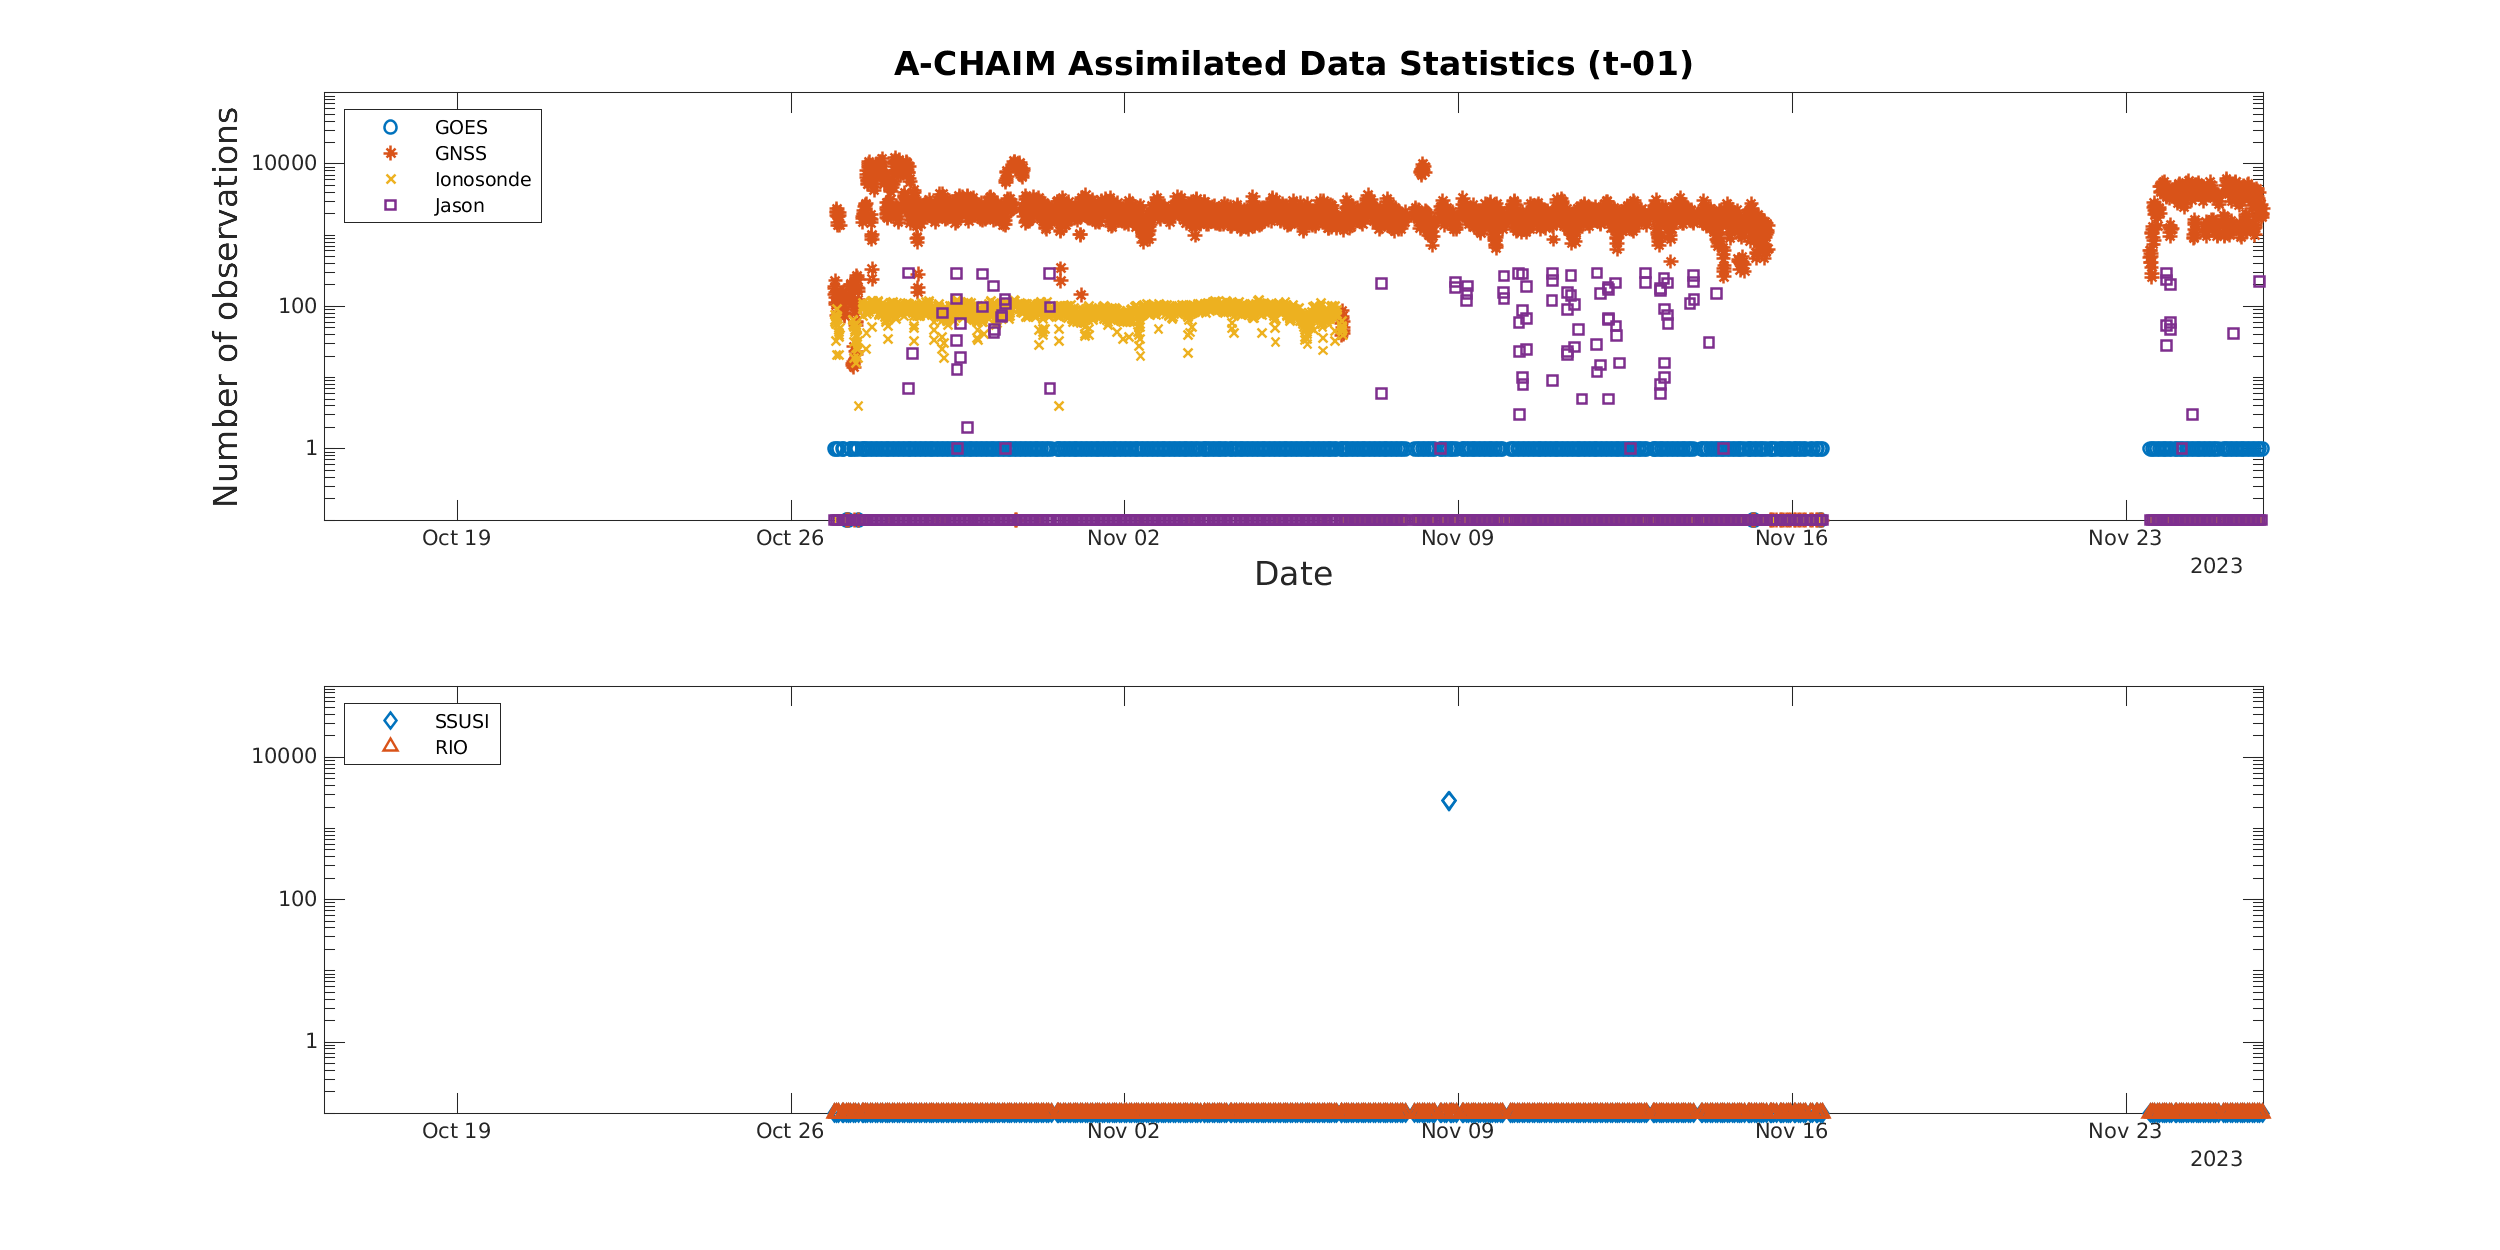 A-CHAIM Assimilated Data Statistics (t-01)
Number of observations
10000
100
1
GOES
GNSS
Ionosonde
Jason
Oct 19 Oct 26 Nov 02 Nov 09 Nov 16 Nov 23
2023
Date
10000
100
1
SSUSI
RIO
Oct 19 Oct 26 Nov 02 Nov 09 Nov 16 Nov 23
2023